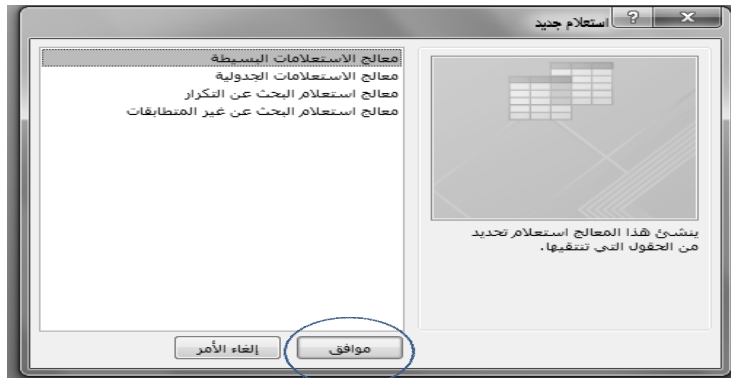 استعلام جديد
معالج الاستعلامات البسيطة
معالج الاستعلامات الجدولية
معالج استعلام البحث عن التكرار
معالج استعلام البحث عن غير المتطابقات
ينشئ هذا المعالج استعلام تحديد
من الحقول التي تنتقيها.
موافق
إلغاء الأمر